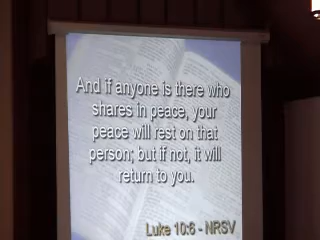 And if anyone is there who
shares in peace, your
peace will rest on that
person; but if not, it will
return to you.
Luke 10:6 - NRSV